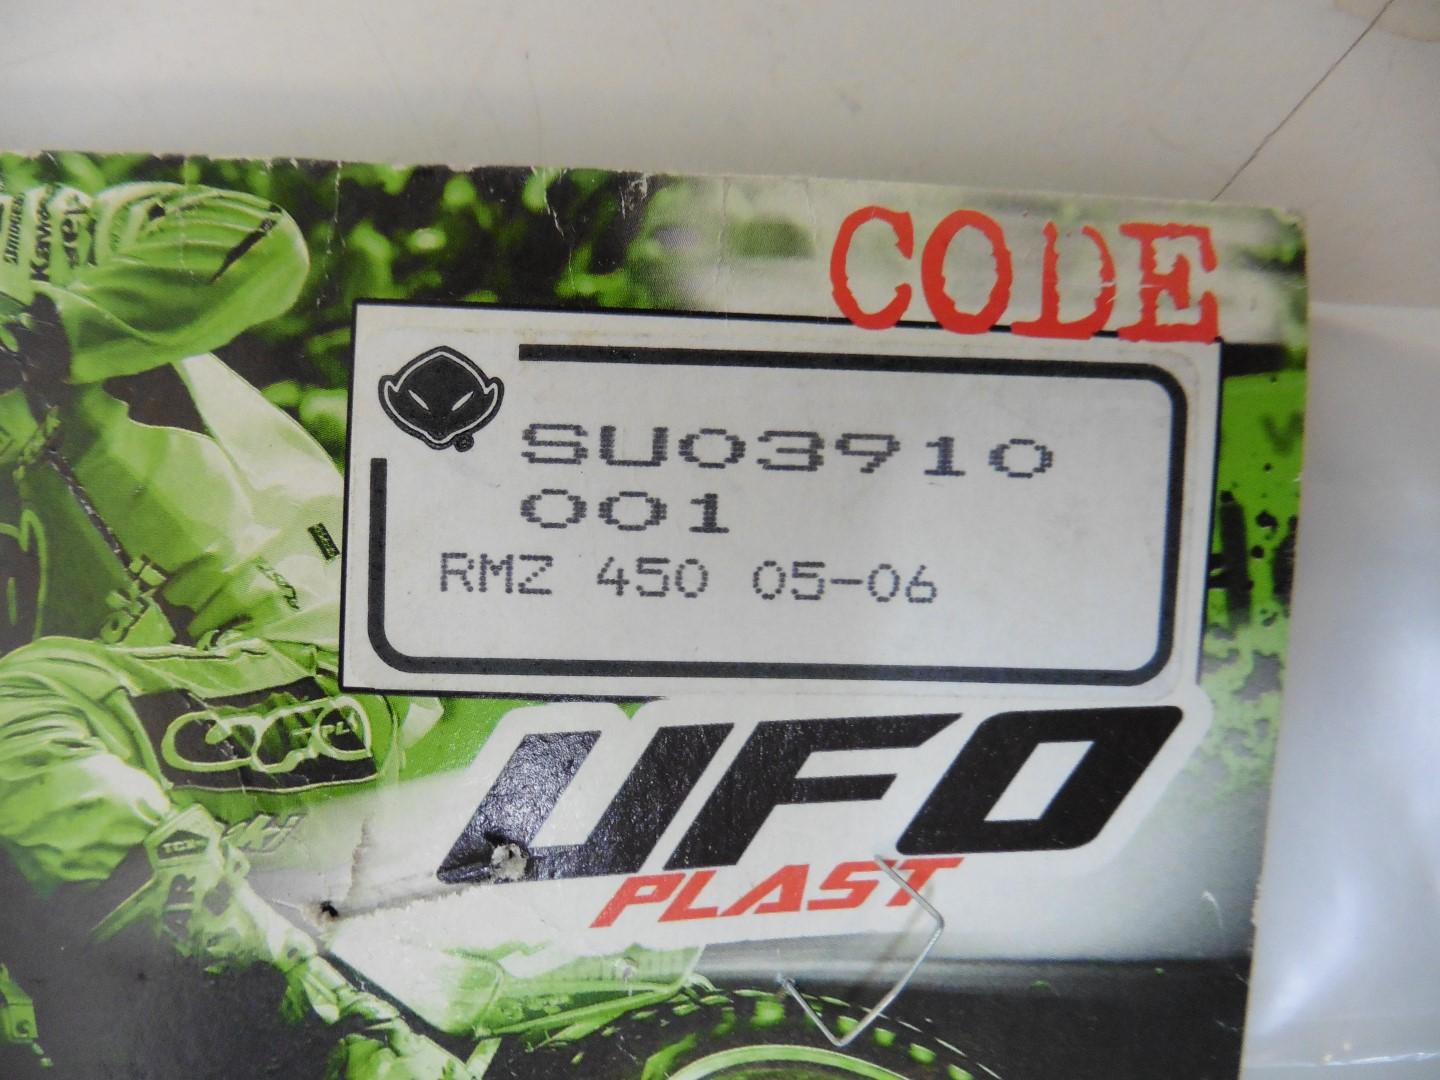 CODE
SU03910
001
RMZ 450 05-06
UFO
PLAST